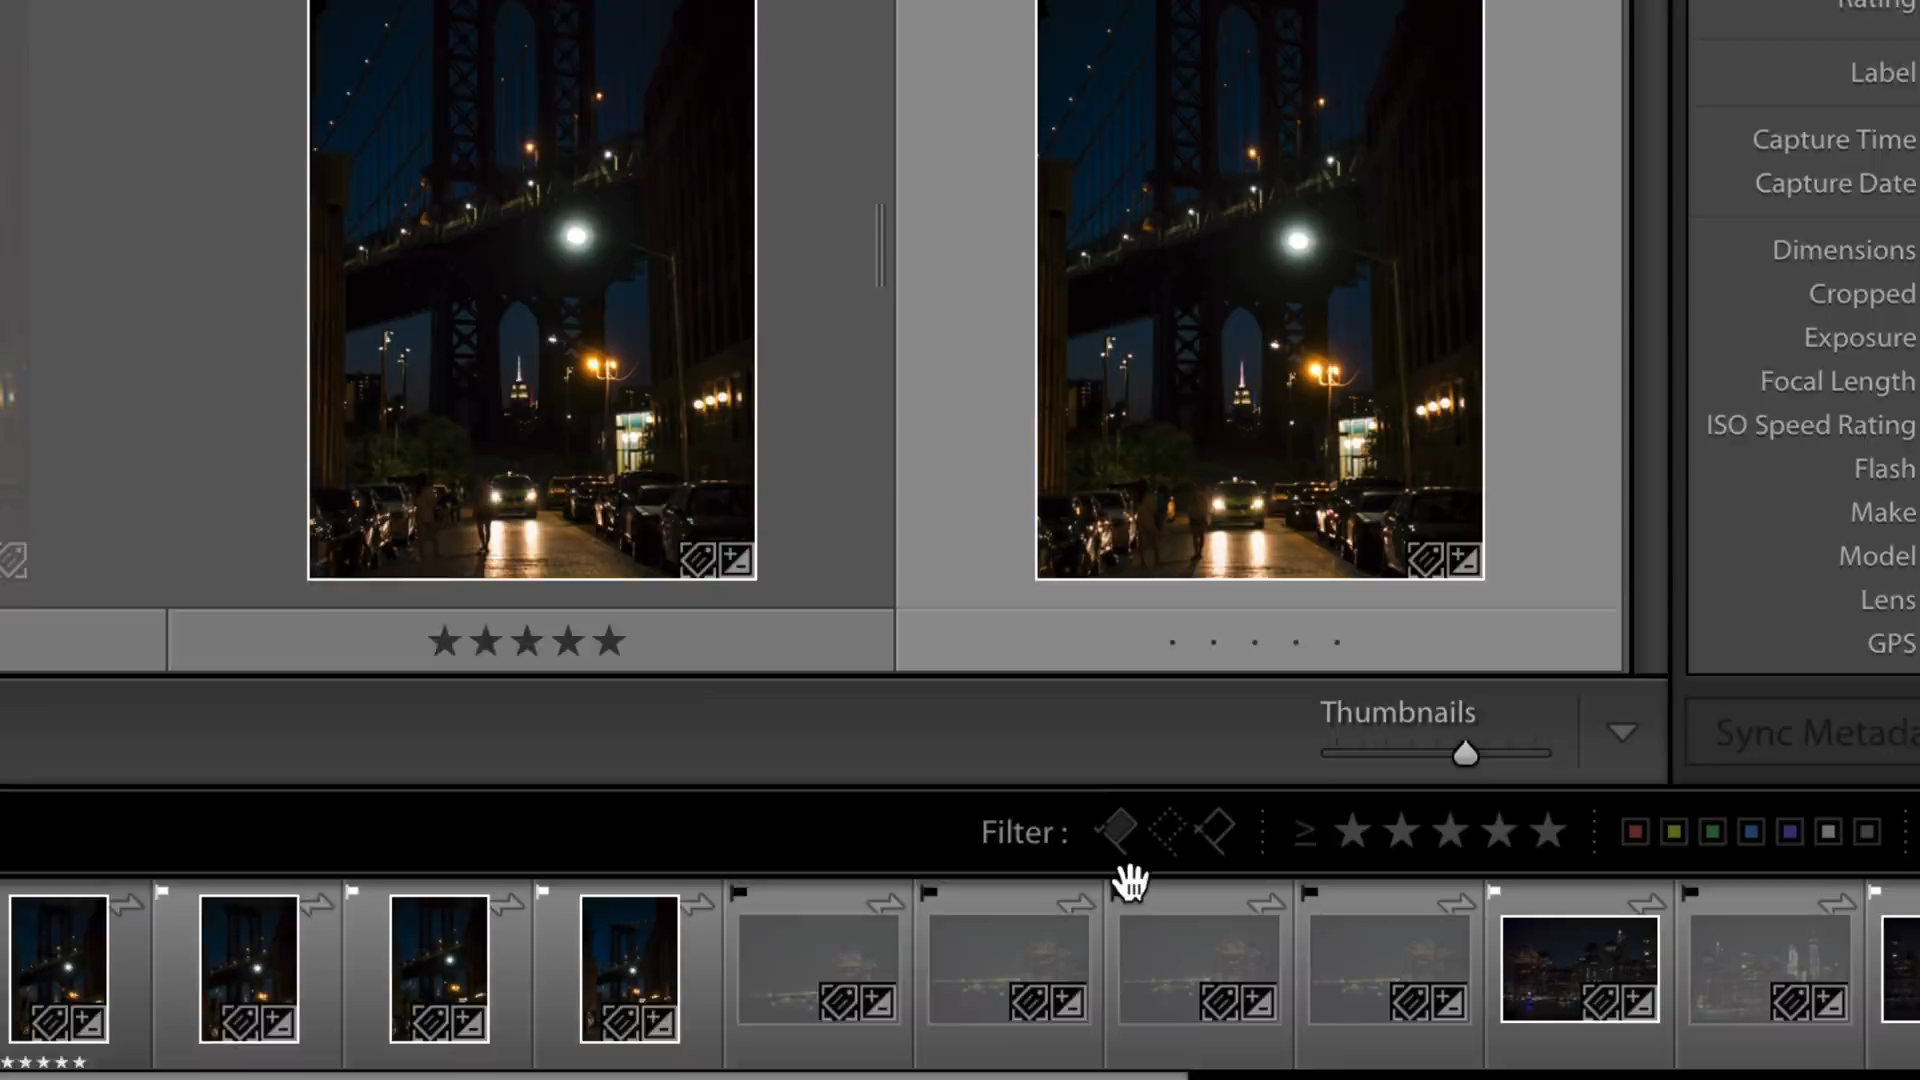 Label
Capture Time
Capture Date
Dimensions
Cropped
Exposure
Focal Length
ISO Speed Rating
Flash
Make
Model
Lens
GPS
Thumbnails
Sync
Filter :